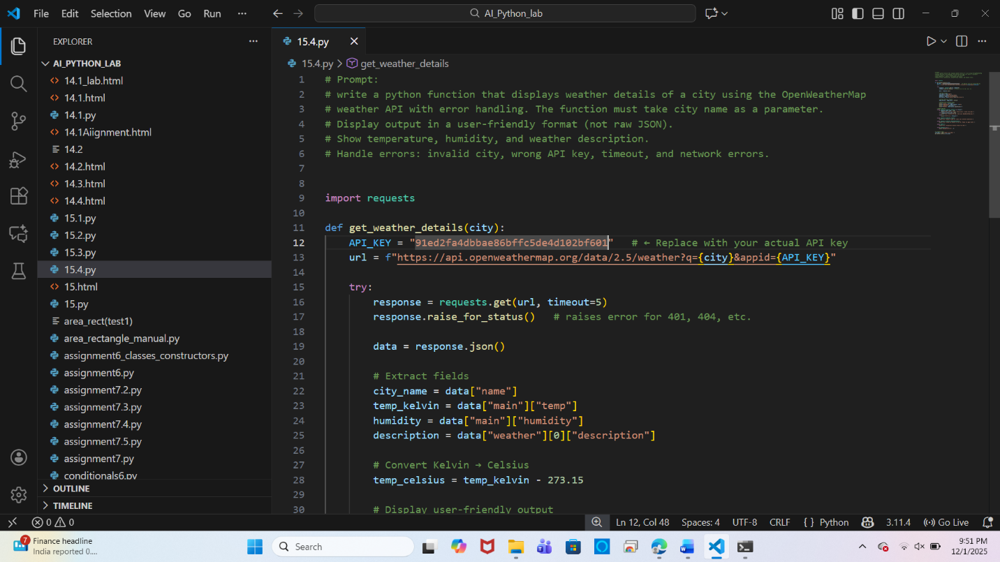 File Edit Selection View Go Run ···
AI_Python_lab
EXPLORER ···
15.4.py
AI_PYTHON_LAB
14.1_lab.html
14.1.html
14.1.py
14.1Aiignment.html
14.2
14.2.html
14.3.html
14.4.html
15.1.py
15.2.py
15.3.py
15.4.py
15.html
15.py
area_rect(test1)
area_rectangle_manual.py
assignment6_classes_constructors.py
assignment6.py
assignment7.2.py
assignment7.3.py
assignment7.4.py
assignment7.5.py
assignment7.py
conditionals6.py
OUTLINE
TIMELINE
15.4.py > get_weather_details
1 # Prompt:
2 # write a python function that displays weather details of a city using the OpenWeatherMap
3 # weather API with error handling. The function must take city name as a parameter.
4 # Display output in a user-friendly format (not raw JSON).
5 # Show temperature, humidity, and weather description.
6 # Handle errors: invalid city, wrong API key, timeout, and network errors.
7
8
9 import requests
10
11 def get_weather_details(city):
12 API_KEY = "91ed2fa4dbbae86bffc5de4d102bf601" # ← Replace with your actual API key
13 url = f"https://api.openweathermap.org/data/2.5/weather?q={city}&appid={API_KEY}"
14
15 try:
16 response = requests.get(url, timeout=5)
17 response.raise_for_status() # raises error for 401, 404, etc.
18
19 data = response.json()
20
21 # Extract fields
22 city_name = data["name"]
23 temp_kelvin = data["main"]["temp"]
24 humidity = data["main"]["humidity"]
25 description = data["weather"][0]["description"]
26
27 # Convert Kelvin → Celsius
28 temp_celsius = temp_kelvin - 273.15
29
30 # Display user-friendly output
0 0
Ln 12, Col 48 Spaces: 4 UTF-8 CRLF { } Python 3.11.4 Go Live
7
Finance headline
India reported 0....
Search
9:51 PM
12/1/2025